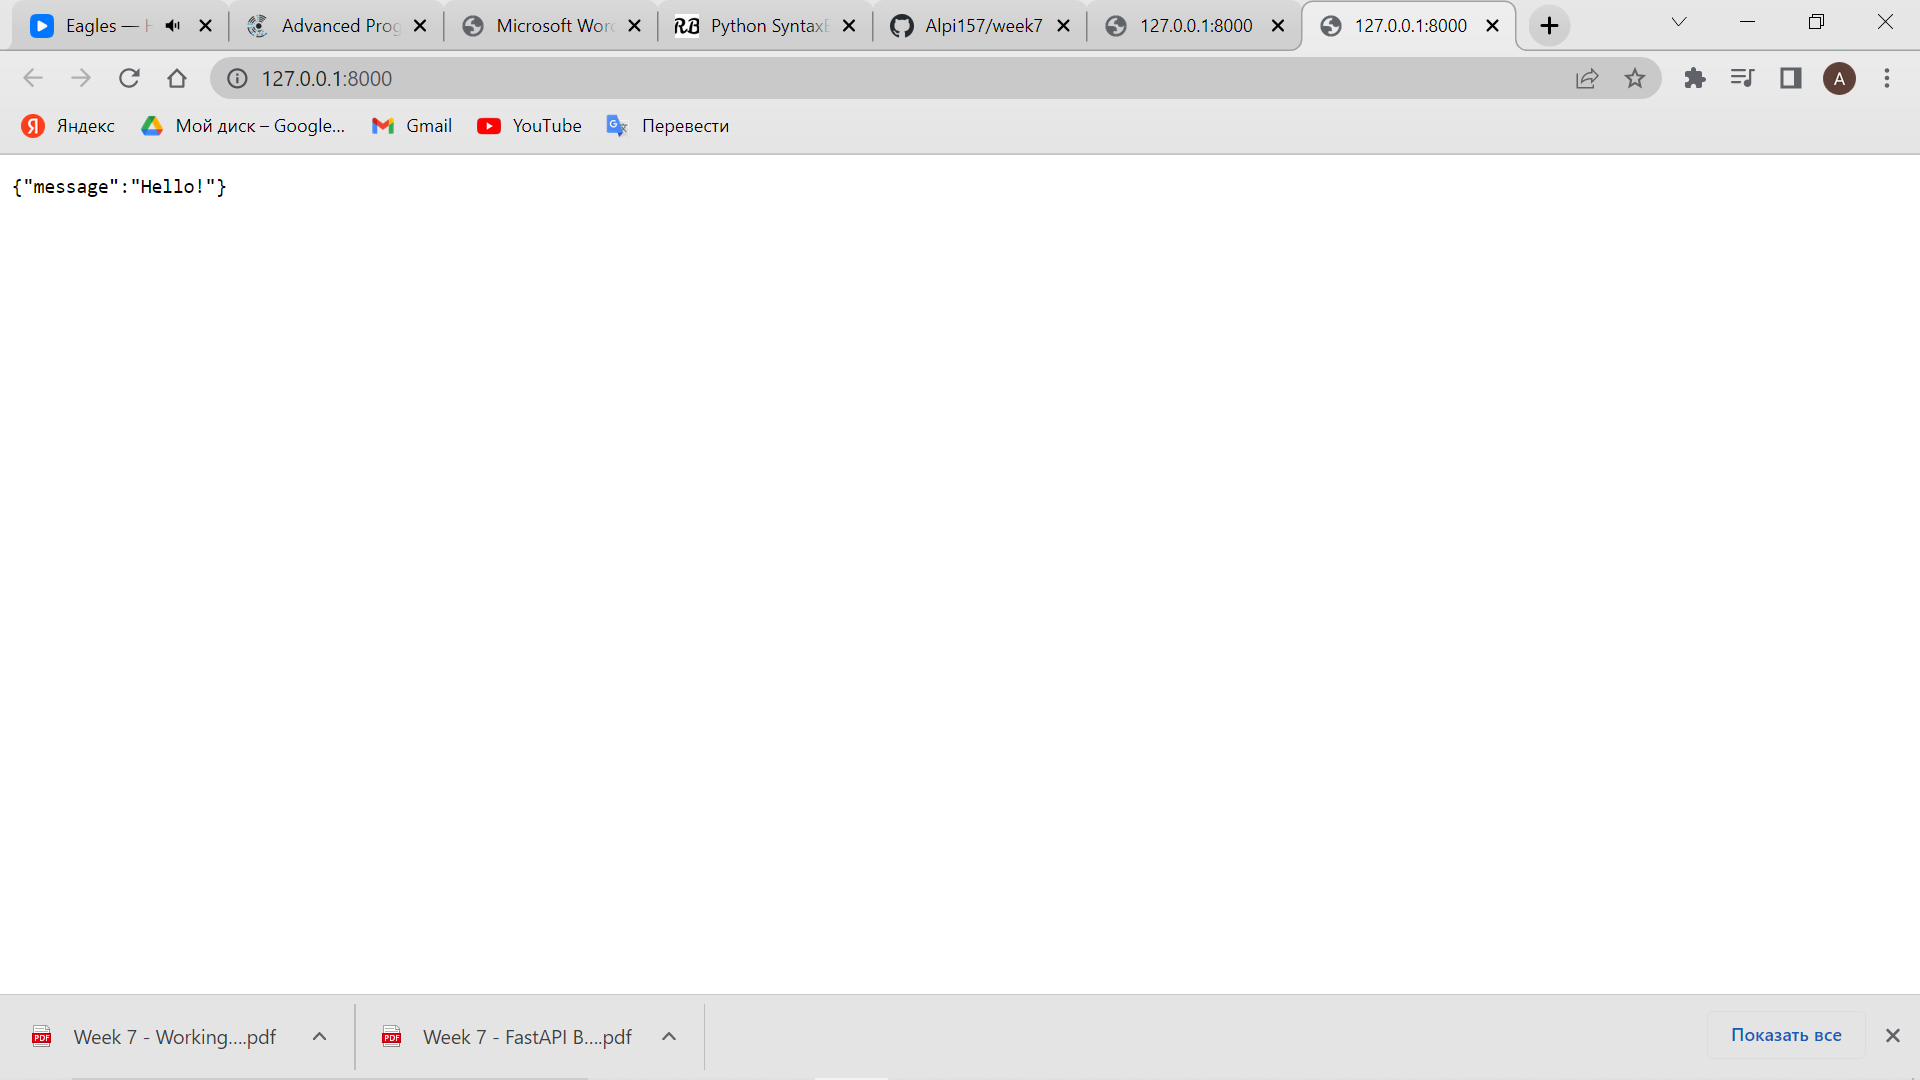 Eagles — H
Advanced Prog
Microsoft Word
Python SyntaxE
Alpi157/week7
127.0.0.1:8000
127.0.0.1:8000
127.0.0.1:8000
A
Яндекс
Мой диск – Google...
Gmail
YouTube
Перевести
{"message":"Hello!"}
Week 7 - Working....pdf
Week 7 - FastAPI B....pdf
Показать все